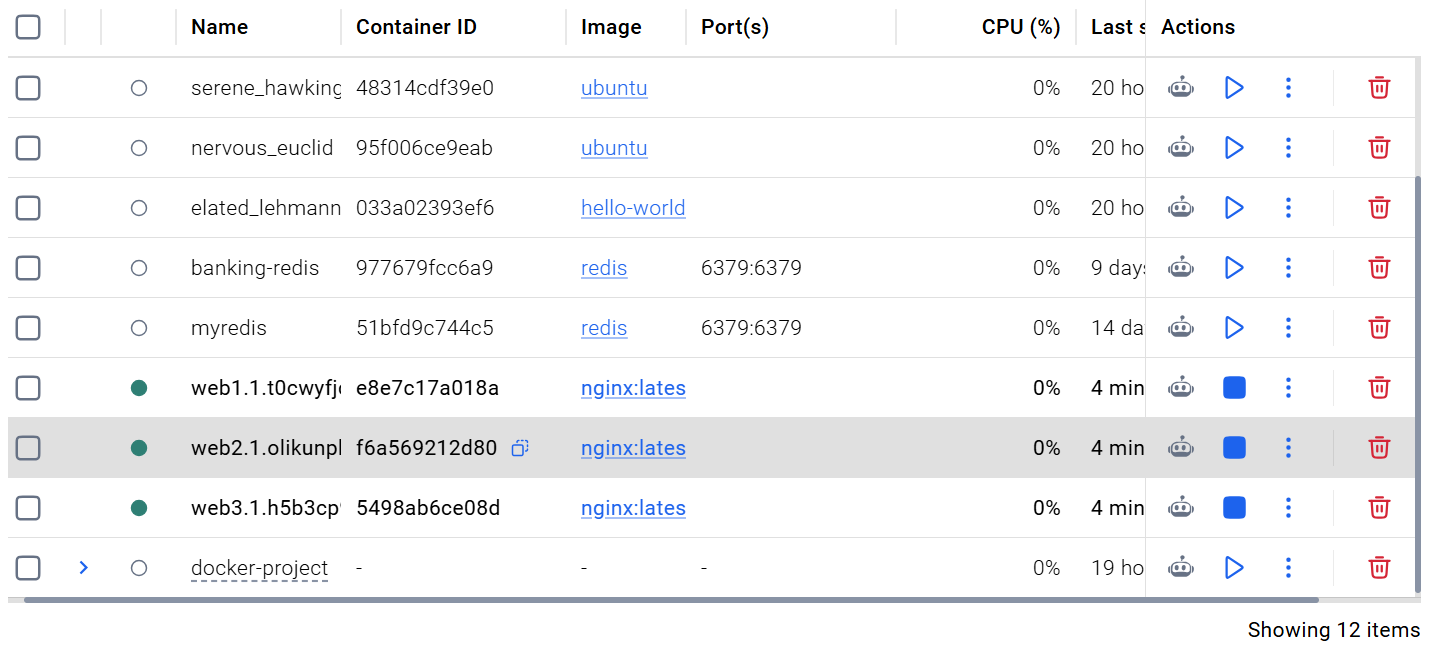 Name Container ID Image Port(s) CPU (%) Last s Actions
serene_hawking 48314cdf39e0 ubuntu 0% 20 ho
nervous_euclid 95f006ce9eab ubuntu 0% 20 ho
elated_lehmann 033a02393ef6 hello-world 0% 20 ho
banking-redis 977679fcc6a9 redis 6379:6379 0% 9 days
myredis 51bfd9c744c5 redis 6379:6379 0% 14 da
web1.1.t0cwyfj e8e7c17a018a nginx:lates 0% 4 min
web2.1.olikunpl f6a569212d80 nginx:lates 0% 4 min
web3.1.h5b3cp 5498ab6ce08d nginx:lates 0% 4 min
docker-project - - - 0% 19 ho
Showing 12 items